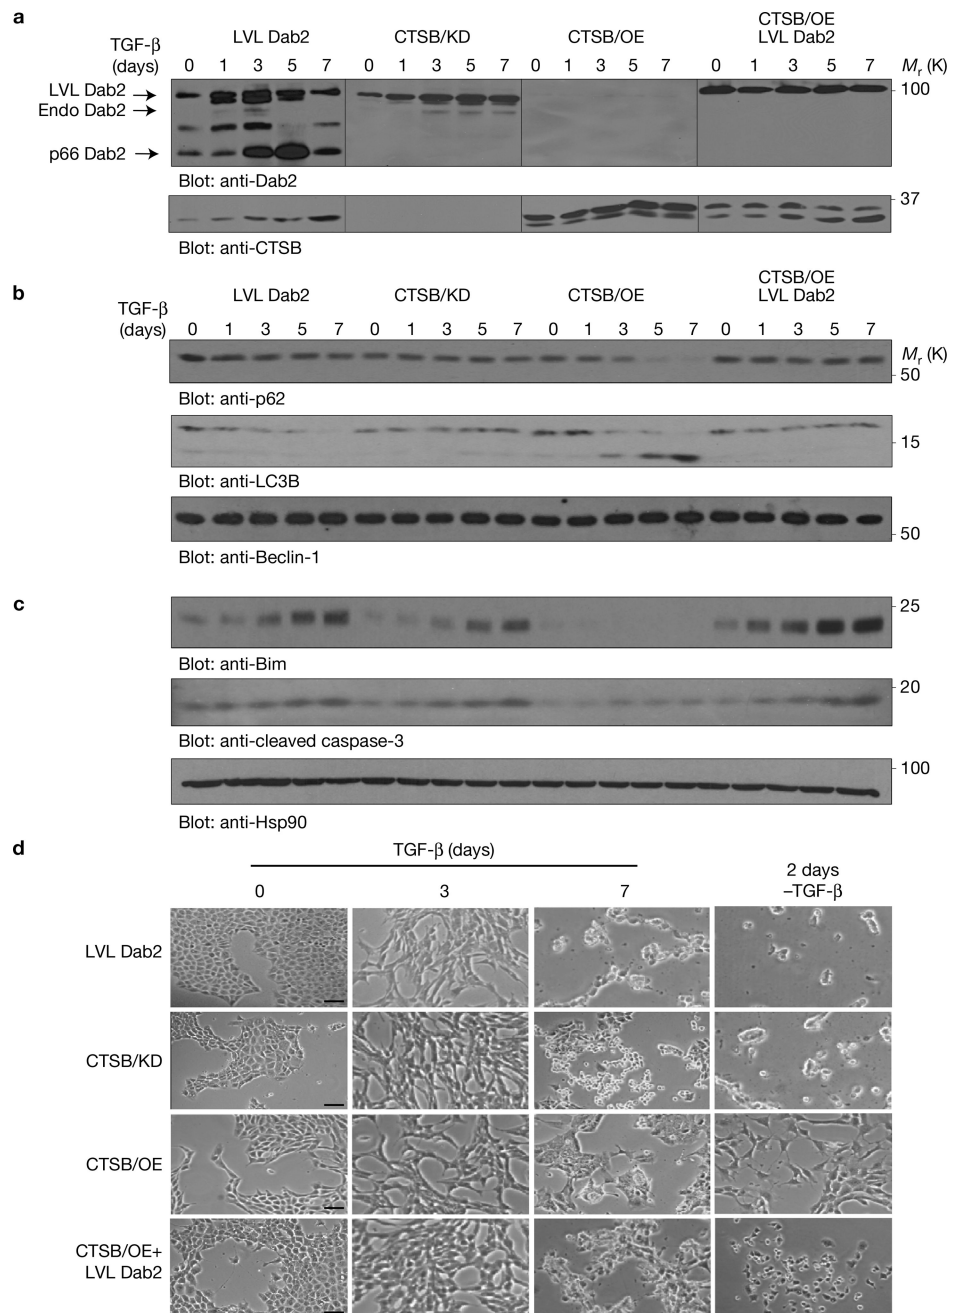 a
LVL Dab2 CTSB/KD CTSB/OE CTSB/OE LVL Dab2
TGF-β (days) 0 1 3 5 7 0 1 3 5 7 0 1 3 5 7 0 1 3 5 7 Mr (K)
LVL Dab2 100
Endo Dab2
p66 Dab2
Blot: anti-Dab2
37
Blot: anti-CTSB
b
LVL Dab2 CTSB/KD CTSB/OE CTSB/OE LVL Dab2
TGF-β (days) 0 1 3 5 7 0 1 3 5 7 0 1 3 5 7 0 1 3 5 7
Mr (K)
50
Blot: anti-p62
15
Blot: anti-LC3B
50
Blot: anti-Beclin-1
c
25
Blot: anti-Bim
20
Blot: anti-cleaved caspase-3
100
Blot: anti-Hsp90
d
TGF-β (days)
0 3 7 2 days –TGF-β
LVL Dab2
CTSB/KD
CTSB/OE
CTSB/OE+
LVL Dab2